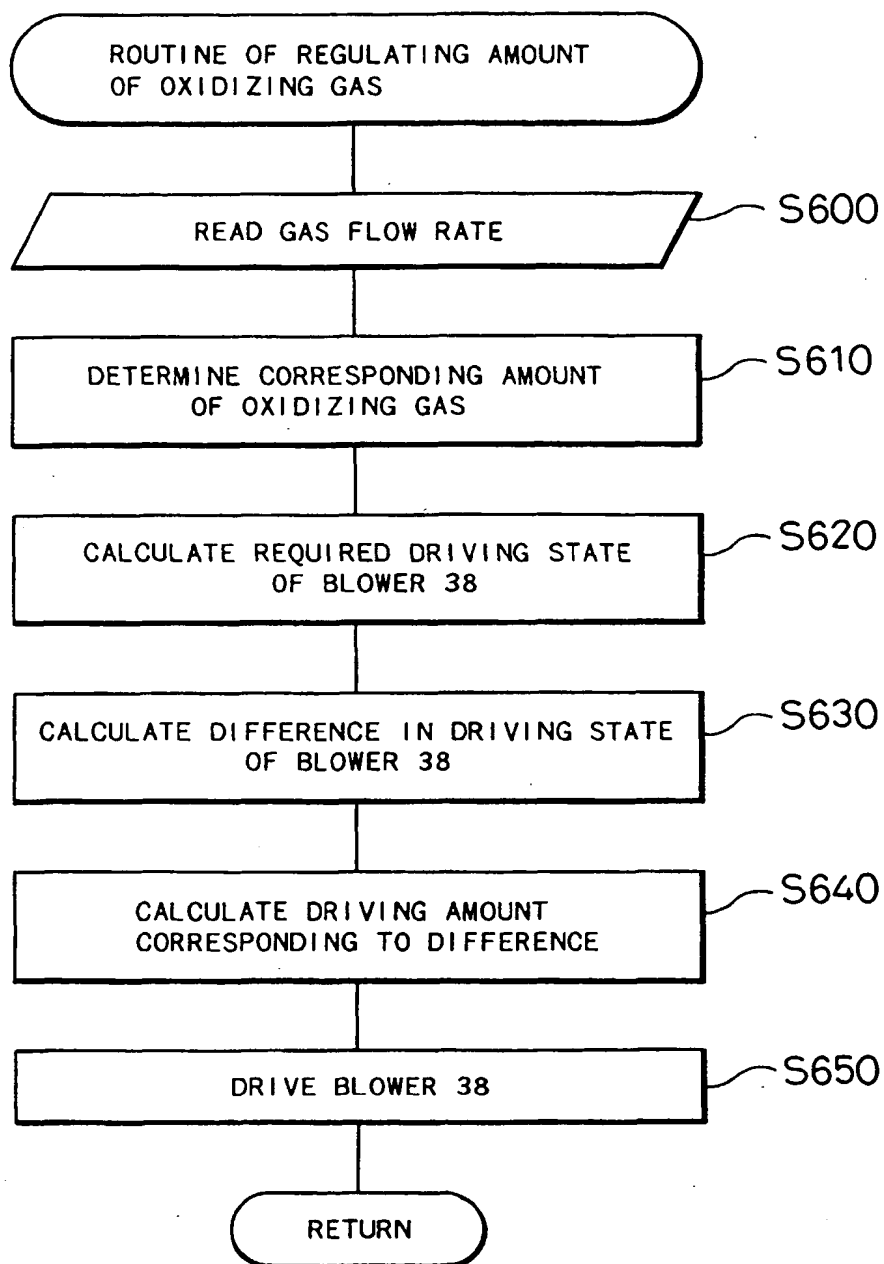 ROUTINE OF REGULATING AMOUNT
OF OXIDIZING GAS
READ GAS FLOW RATE
S600
DETERMINE CORRESPONDING AMOUNT
OF OXIDIZING GAS
S610
CALCULATE REQUIRED DRIVING STATE
OF BLOWER 38
S620
CALCULATE DIFFERENCE IN DRIVING STATE
OF BLOWER 38
S630
CALCULATE DRIVING AMOUNT
CORRESPONDING TO DIFFERENCE
S640
DRIVE BLOWER 38
S650
RETURN